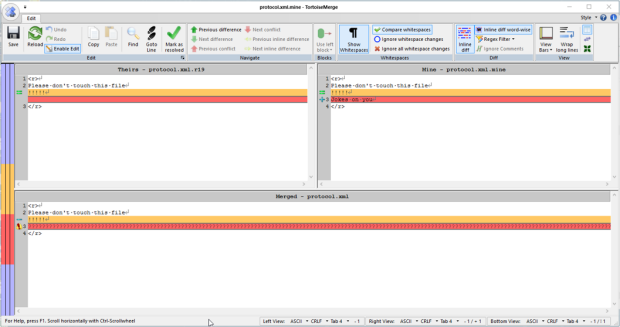 protocol.xml.mine - TortoiseMerge
Edit
Style
Save
Reload
Undo
Redo
Enable Edit
Copy
Paste
Find
Goto Line
Mark as resolved
Previous difference
Next difference
Previous conflict
Next conflict
Previous inline difference
Next inline difference
Use left block
Show Whitespaces
Compare whitespaces
Ignore whitespace changes
Ignore all whitespace changes
Inline diff
Inline diff word-wise
Regex Filter
Ignore Comments
View Bars
Wrap long lines
Edit
Navigate
Blocks
Whitespaces
Diff
View
Theirs - protocol.xml.r19
1 <r>
2 Please·don't·touch·this·file
!!!!!
3 </r>
Mine - protocol.xml.mine
1 <r>
2 Please·don't·touch·this·file
!!!!!
3 Jokes·on·you
4 </r>
Merged - protocol.xml
1 <r>
2 Please·don't·touch·this·file
!!!!!
3
4 </r>
For Help, press F1. Scroll horizontally with Ctrl-Scrollwheel
Left View: ASCII CRLF Tab 4 - 1
Right View: ASCII CRLF Tab 4 - 1 / + 1
Bottom View: ASCII CRLF Tab 4 - 1 / ! 1